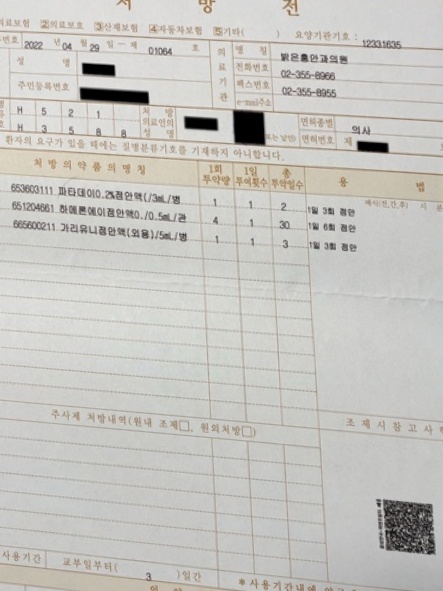 처 방 전
의료보험 ②의료보호 ③산재보험 ④자동차보험 ⑤기타( ) 요양기관기호: 12331635
2022 년 04 월 29 일 - 제 01064 호
성 명
주민등록번호
의료기관
명 칭 밝은홍안과의원
전화번호 02-355-8966
팩스번호 02-355-8955
e-mail주소
H 5 2 1
H 3 5 8 8
처 방 의료인의 성 명
면허종별 의사
면허번호 제
환자의 요구가 있을 때에는 질병분류기호를 기재하지 아니합니다.
처 방 의 약 품 의 명 칭 1회 투약량 1일 투여횟수 총 투약일수 용 법
653603111 파타데이0.2%점안액(/3mL/병 1 1 2 1일 3회 점안
651204661 하메론에이점안액0./0.5mL/관 4 1 30 1일 6회 점안
665600211 가리유니점안액(외용)/5mL/병 1 1 3 1일 3회 점안
매식(전,간,후) 시 분
주사제 처방내역(원내 조제□, 원외처방□)
조 제 시 참 고 사
사용기간 교부일부터( 3 )일간